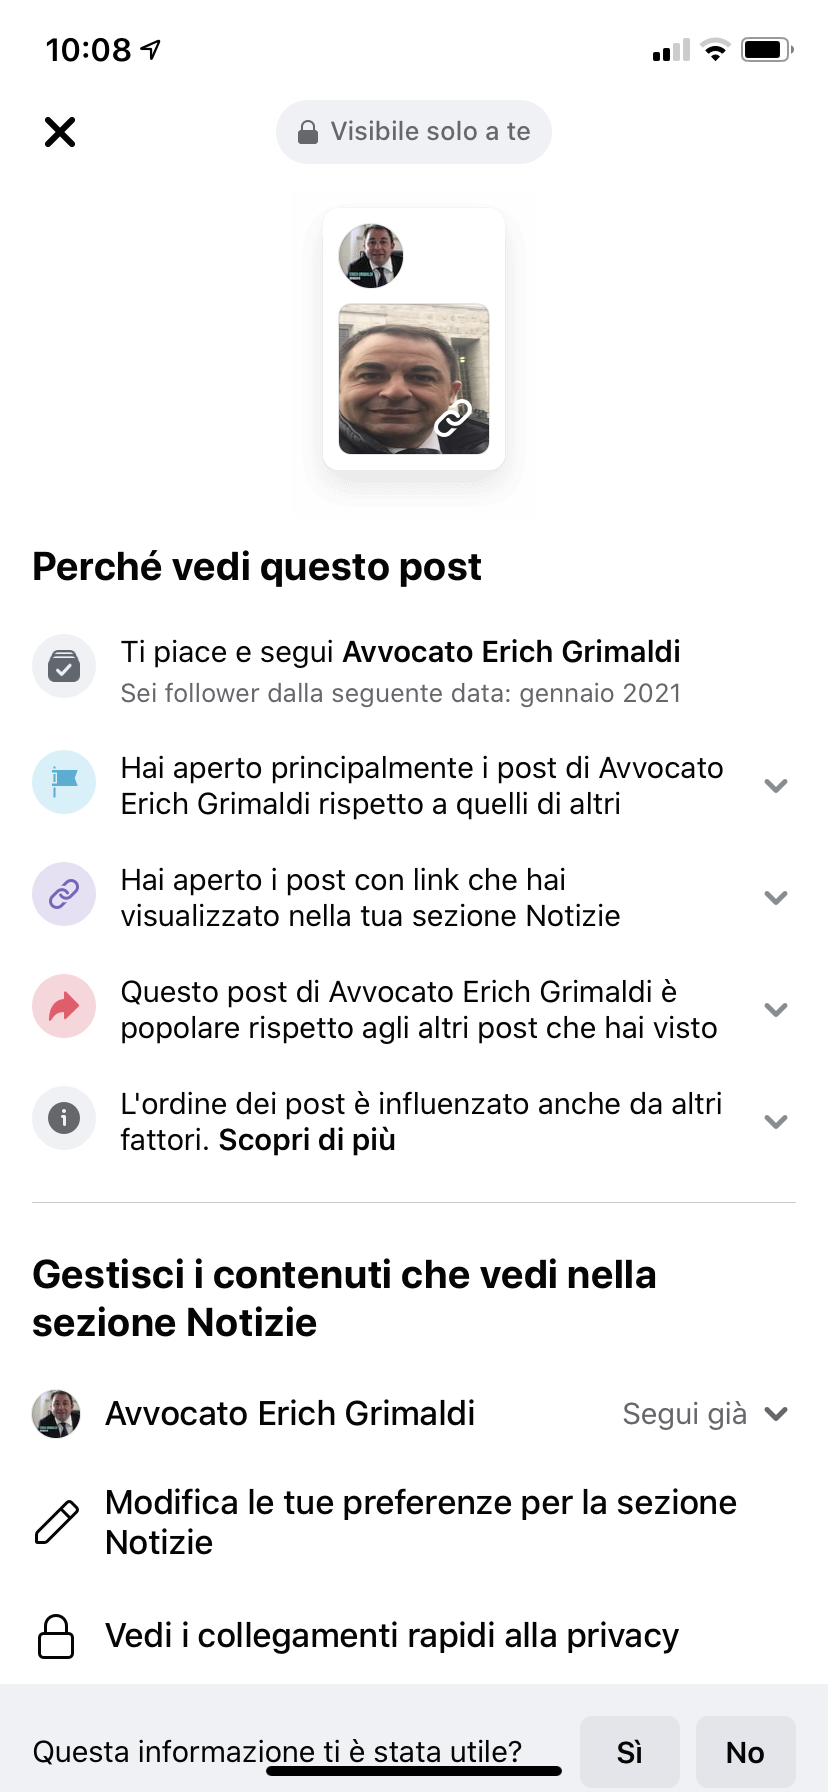 10:08
Visibile solo a te
Perché vedi questo post
Ti piace e segui Avvocato Erich Grimaldi
Sei follower dalla seguente data: gennaio 2021
Hai aperto principalmente i post di Avvocato
Erich Grimaldi rispetto a quelli di altri
Hai aperto i post con link che hai
visualizzato nella tua sezione Notizie
Questo post di Avvocato Erich Grimaldi è
popolare rispetto agli altri post che hai visto
L'ordine dei post è influenzato anche da altri
fattori. Scopri di più
Gestisci i contenuti che vedi nella
sezione Notizie
Avvocato Erich Grimaldi Segui già
Modifica le tue preferenze per la sezione
Notizie
Vedi i collegamenti rapidi alla privacy
Questa informazione ti è stata utile? Sì No